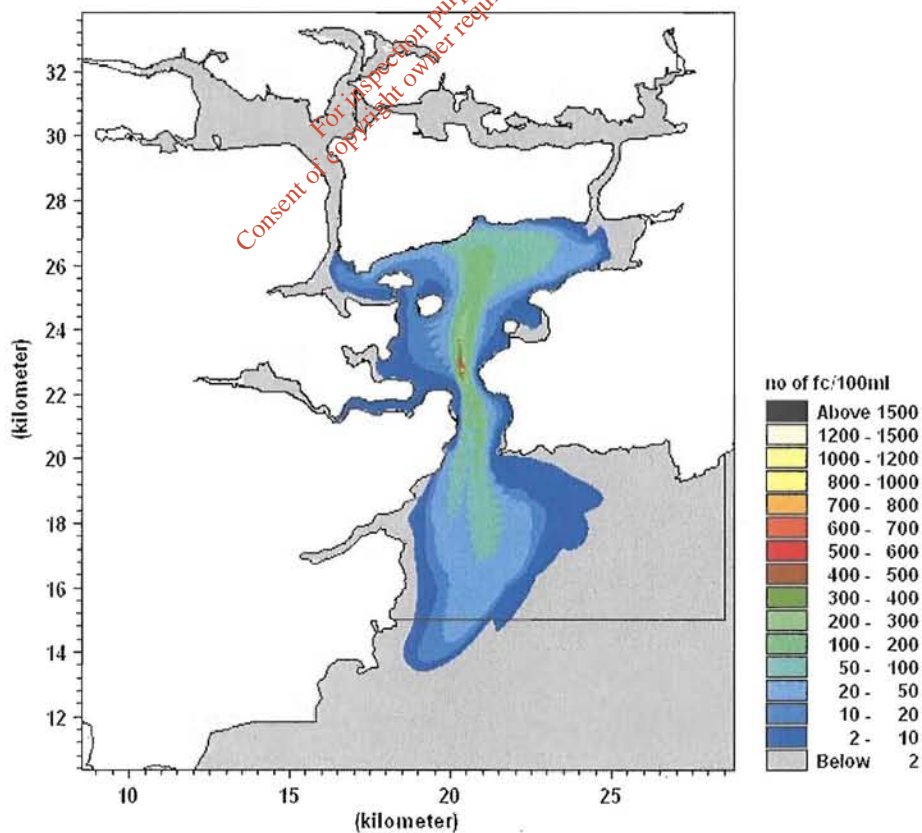 For inspection purp
Consent of copyright owner requir
32
30
28
26
24
22
20
18
16
14
12
(kilometer)
10
15
20
25
(kilometer)
no of fc/100ml
Above 1500
1200 - 1500
1000 - 1200
800 - 1000
700 - 800
600 - 700
500 - 600
400 - 500
300 - 400
200 - 300
100 - 200
50 - 100
20 - 50
10 - 20
2 - 10
Below 2